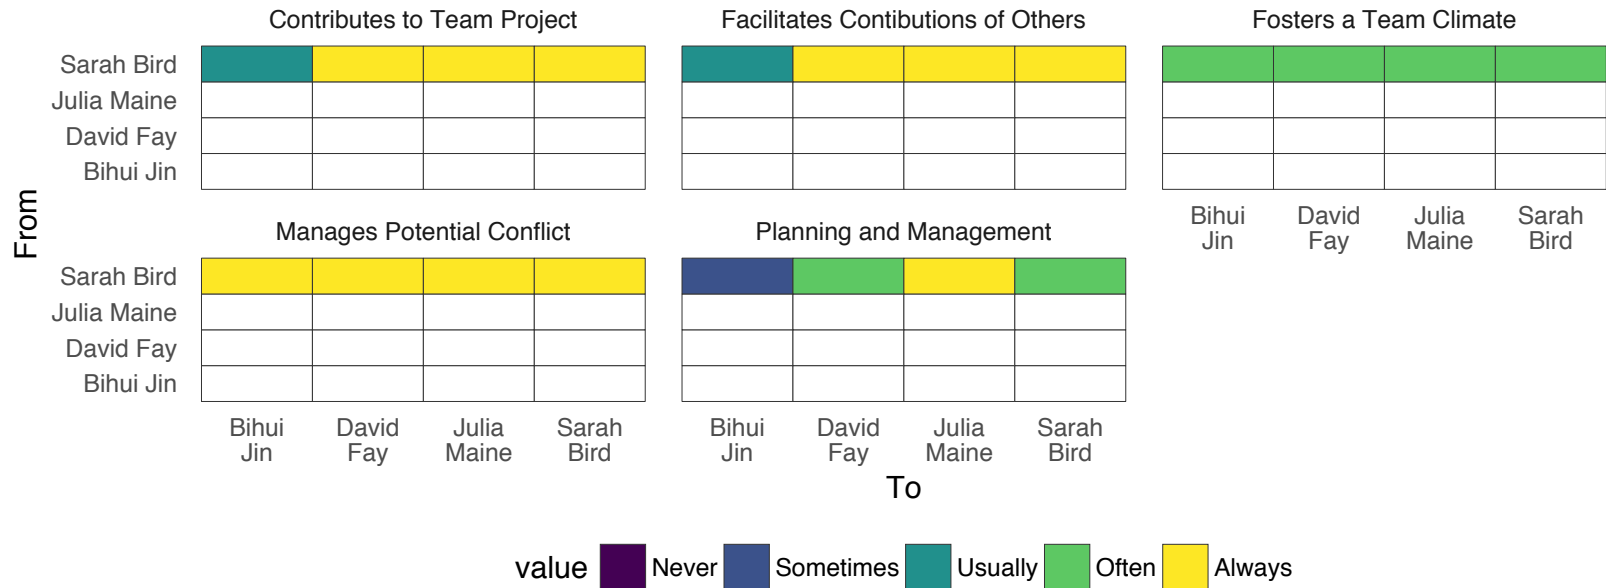 Contributes to Team Project
Facilitates Contibutions of Others
Fosters a Team Climate
Sarah Bird
Julia Maine
David Fay
Bihui Jin
Bihui
Jin
David
Fay
Julia
Maine
Sarah
Bird
From
Manages Potential Conflict
Planning and Management
Sarah Bird
Julia Maine
David Fay
Bihui Jin
Bihui
Jin
David
Fay
Julia
Maine
Sarah
Bird
Bihui
Jin
David
Fay
Julia
Maine
Sarah
Bird
To
value Never Sometimes Usually Often Always